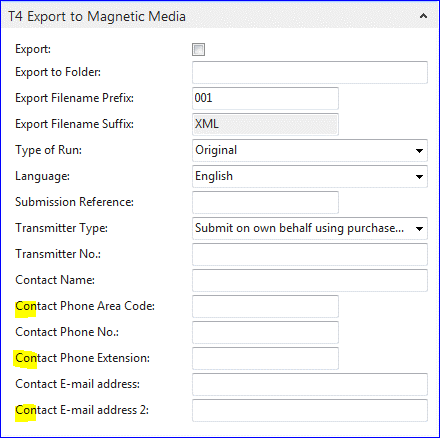 T4 Export to Magnetic Media
Export:
Export to Folder:
Export Filename Prefix: 001
Export Filename Suffix: XML
Type of Run: Original
Language: English
Submission Reference:
Transmitter Type: Submit on own behalf using purchase...
Transmitter No.:
Contact Name:
Contact Phone Area Code:
Contact Phone No.:
Contact Phone Extension:
Contact E-mail address:
Contact E-mail address 2: